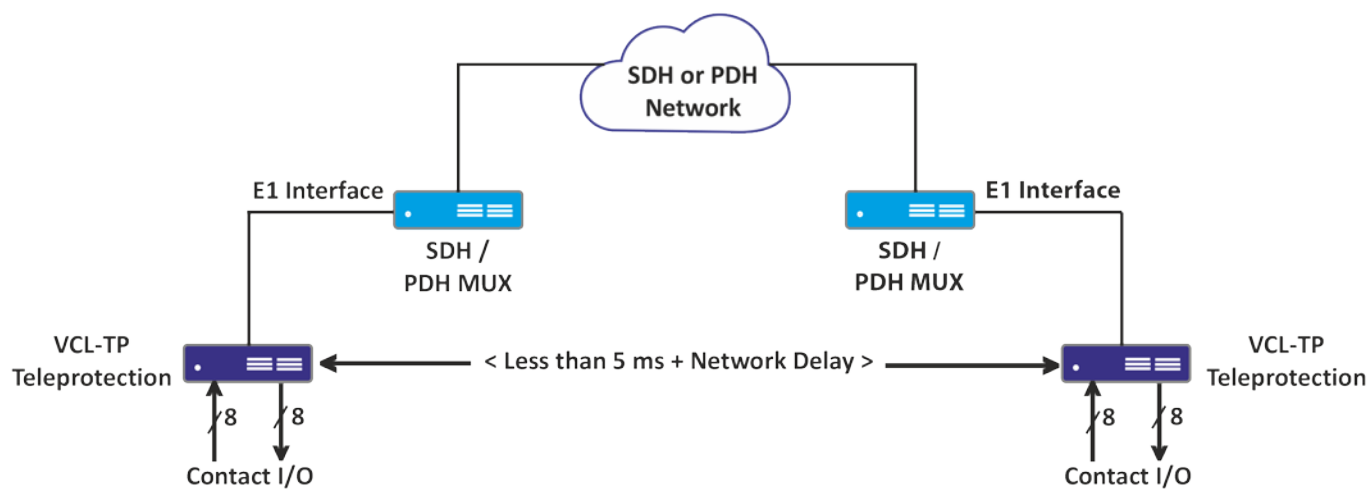 SDH or PDH
Network
E1 Interface
E1 Interface
SDH /
PDH MUX
SDH /
PDH MUX
VCL-TP
Teleprotection
< Less than 5 ms + Network Delay >
VCL-TP
Teleprotection
8
8
8
8
Contact I/O
Contact I/O